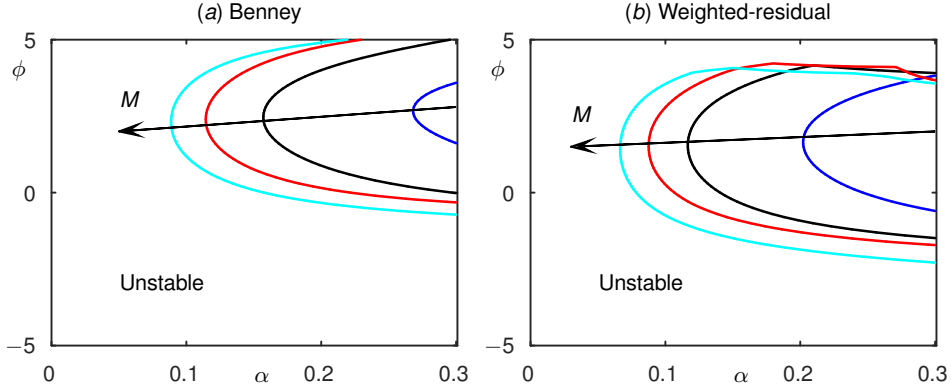 (a) Benney
5
ϕ
M
0
Unstable
−5
0
0.1
α
0.2
0.3
(b) Weighted-residual
5
ϕ
M
0
Unstable
−5
0
0.1
α
0.2
0.3